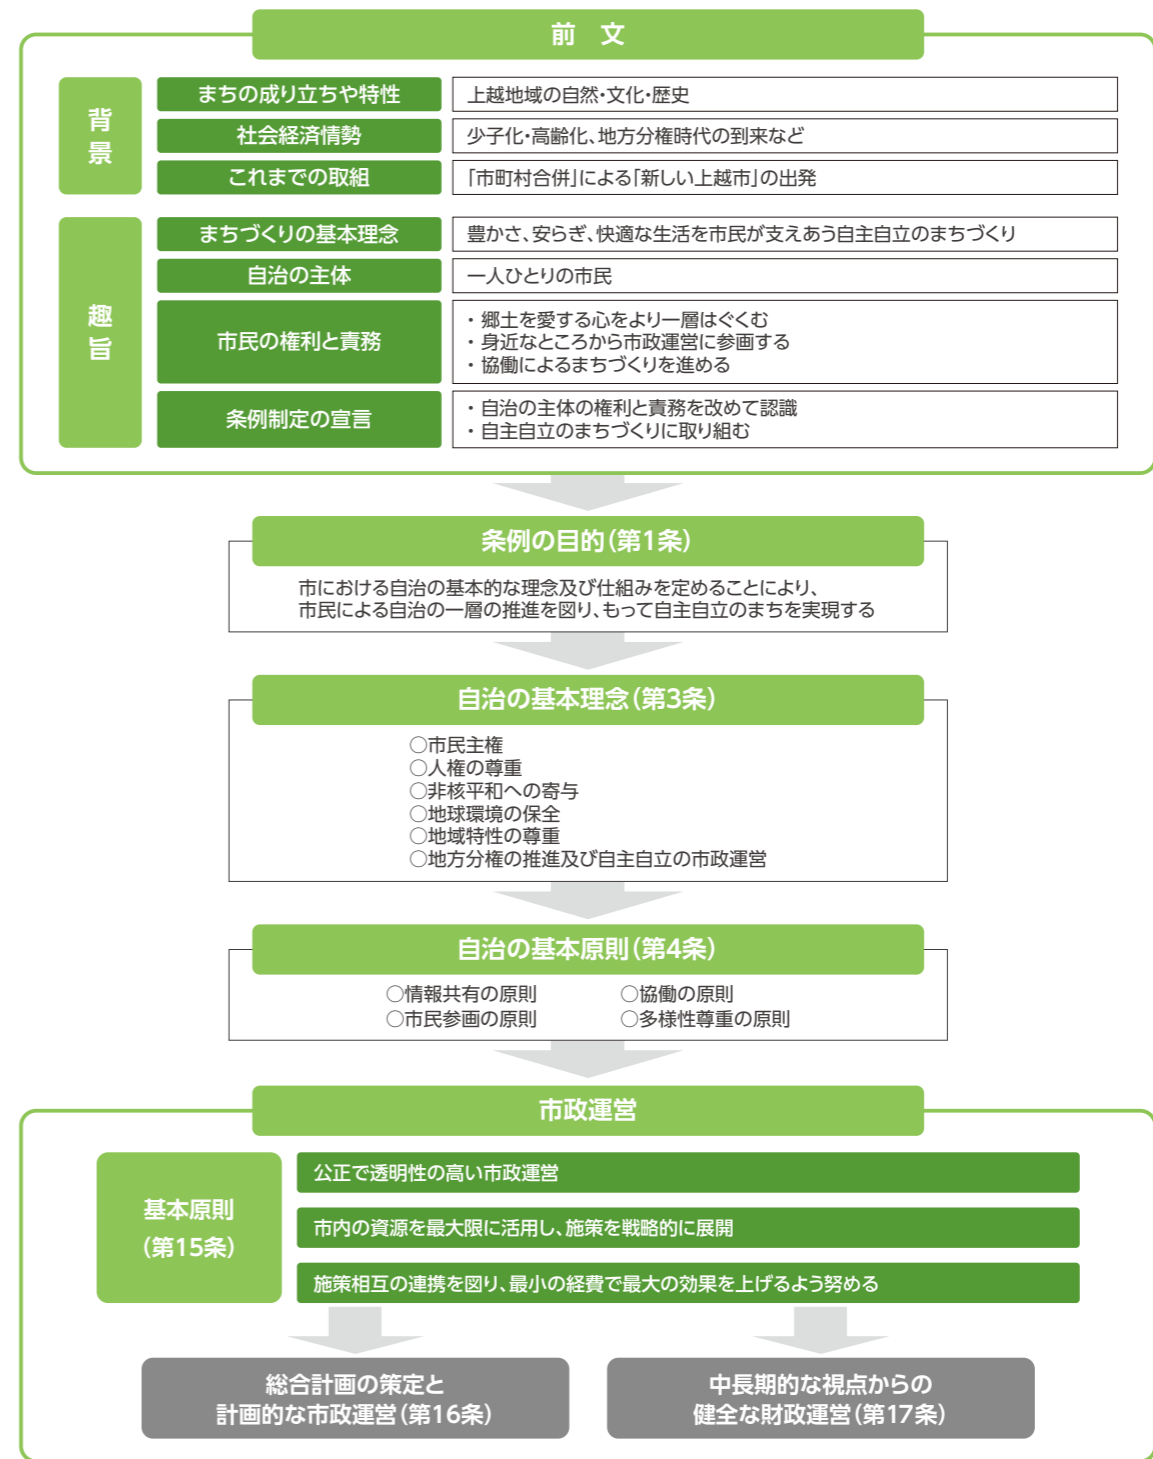 前 文
背景
まちの成り立ちや特性
上越地域の自然・文化・歴史
社会経済情勢
少子化・高齢化、地方分権時代の到来など
これまでの取組
「市町村合併」による「新しい上越市」の出発
趣旨
まちづくりの基本理念
豊かさ、安らぎ、快適な生活を市民が支えあう自主自立のまちづくり
自治の主体
一人ひとりの市民
市民の権利と責務
・郷土を愛する心をより一層はぐくむ
・身近なところから市政運営に参画する
・協働によるまちづくりを進める
条例制定の宣言
・自治の主体の権利と責務を改めて認識
・自主自立のまちづくりに取り組む
条例の目的(第1条)
市における自治の基本的な理念及び仕組みを定めることにより、
市民による自治の一層の推進を図り、もって自主自立のまちを実現する
自治の基本理念(第3条)
○市民主権
○人権の尊重
○非核平和への寄与
○地球環境の保全
○地域特性の尊重
○地方分権の推進及び自主自立の市政運営
自治の基本原則(第4条)
○情報共有の原則 ○協働の原則
○市民参画の原則 ○多様性尊重の原則
市政運営
基本原則
(第15条)
公正で透明性の高い市政運営
市内の資源を最大限に活用し、施策を戦略的に展開
施策相互の連携を図り、最小の経費で最大の効果を上げるよう努める
総合計画の策定と
計画的な市政運営(第16条)
中長期的な視点からの
健全な財政運営(第17条)